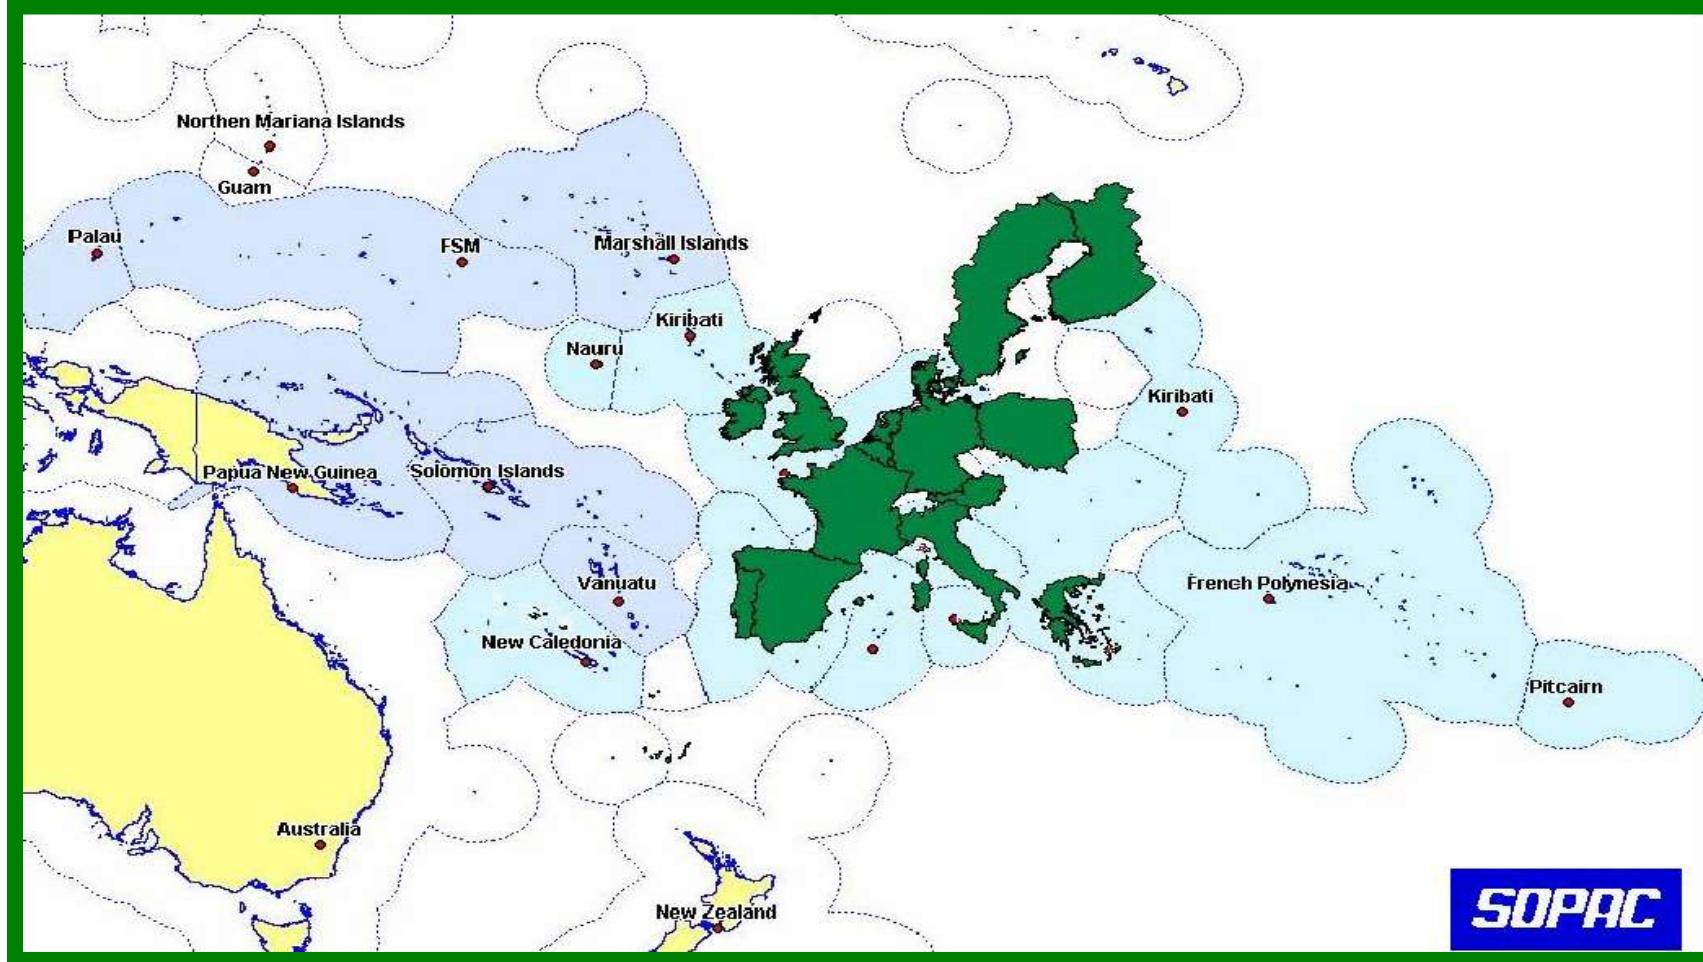 Northen Mariana Islands
Guam
Palau
FSM
Marshall Islands
Kiribati
Nauru
Kiribati
Papua New Guinea
Solomon Islands
Vanuatu
French Polynesia
New Caledonia
Pitcairn
Australia
New Zealand
SOPAC